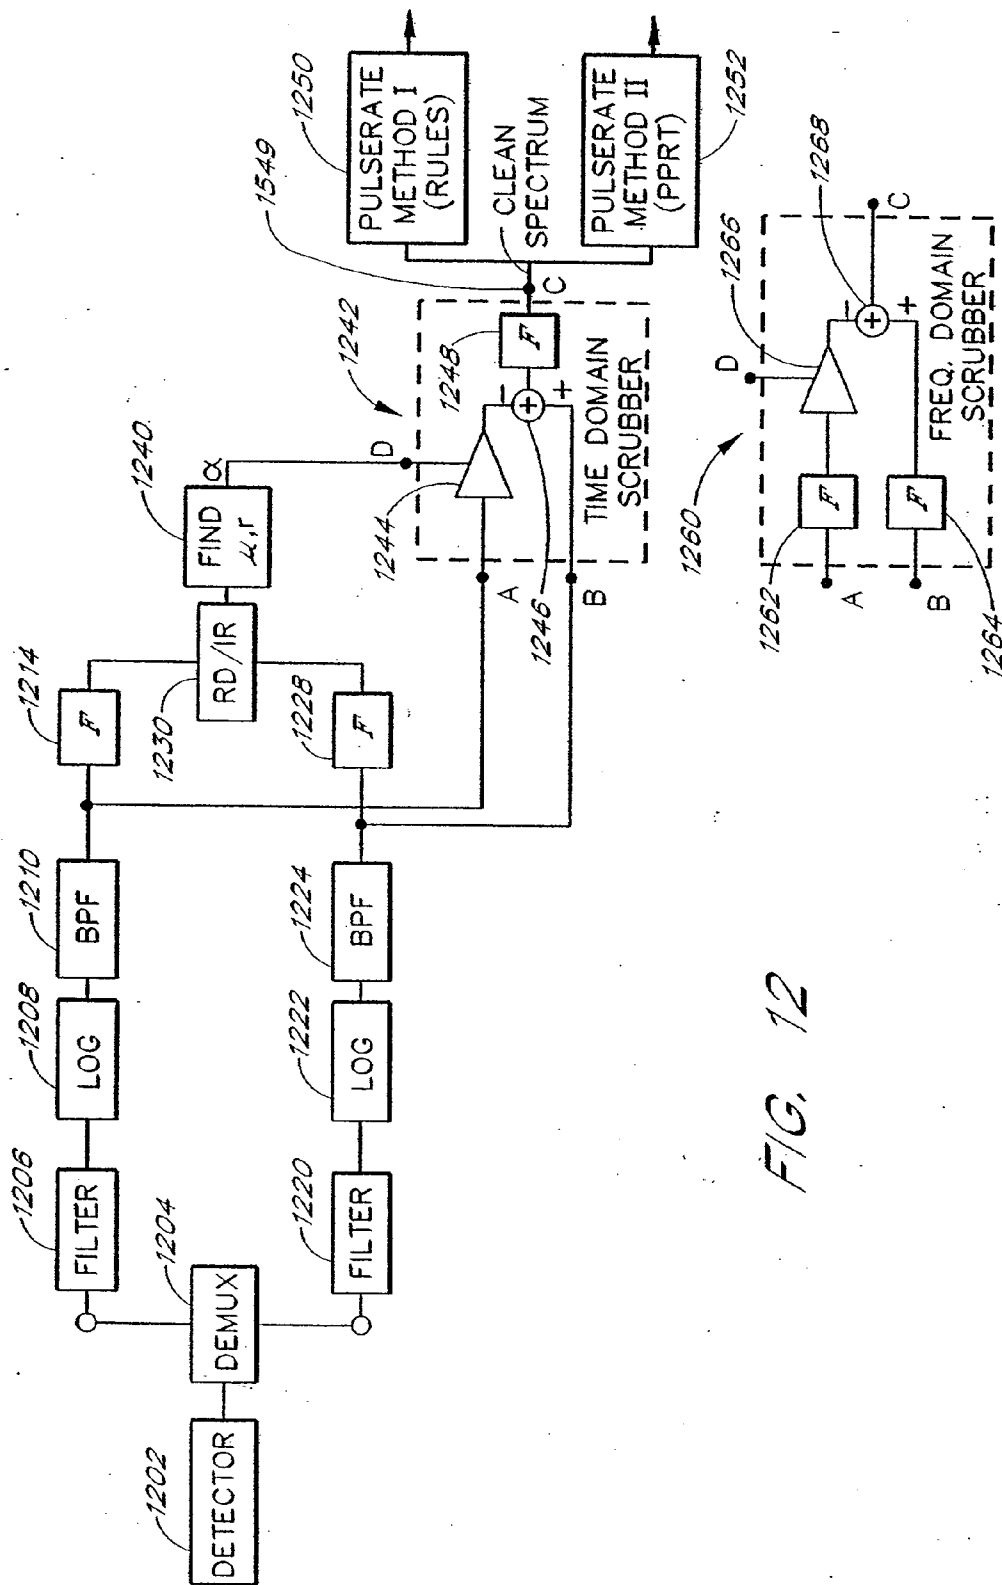 1202
DETECTOR
1204
DEMUX
1206
FILTER
1208
LOG
1210
BPF
1214
F
1220
FILTER
1222
LOG
1224
BPF
1228
F
1230
RD/IR
1240
FIND
μ,r
α
D
1242
1244
A
B
1246
-
+
+
1248
F
TIME DOMAIN
SCRUBBER
C
1549
CLEAN
SPECTRUM
1250
PULSERATE
METHOD I
(RULES)
1252
PULSERATE
METHOD II
(PPRT)
1260
A
B
1262
F
1264
F
D
1266
-
+
+
1268
C
FREQ. DOMAIN
SCRUBBER
FIG. 12